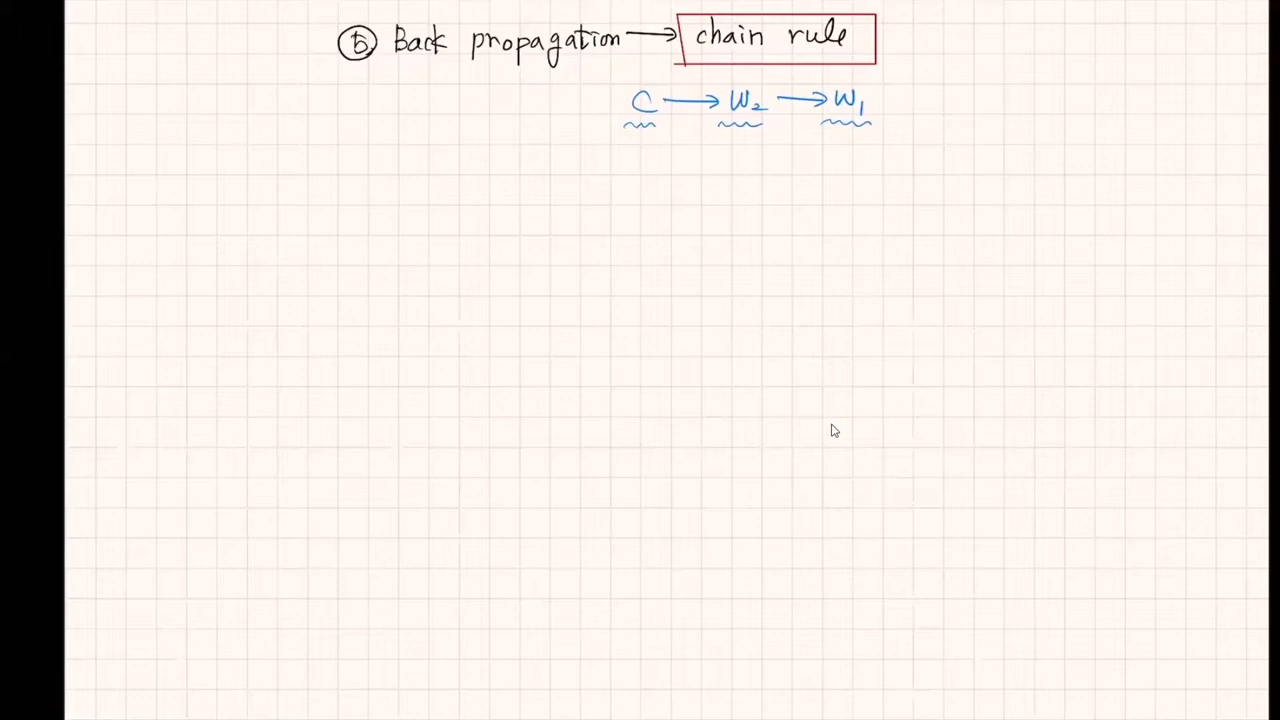 ⑤ Back propagation → chain rule
C → W₂ → W₁